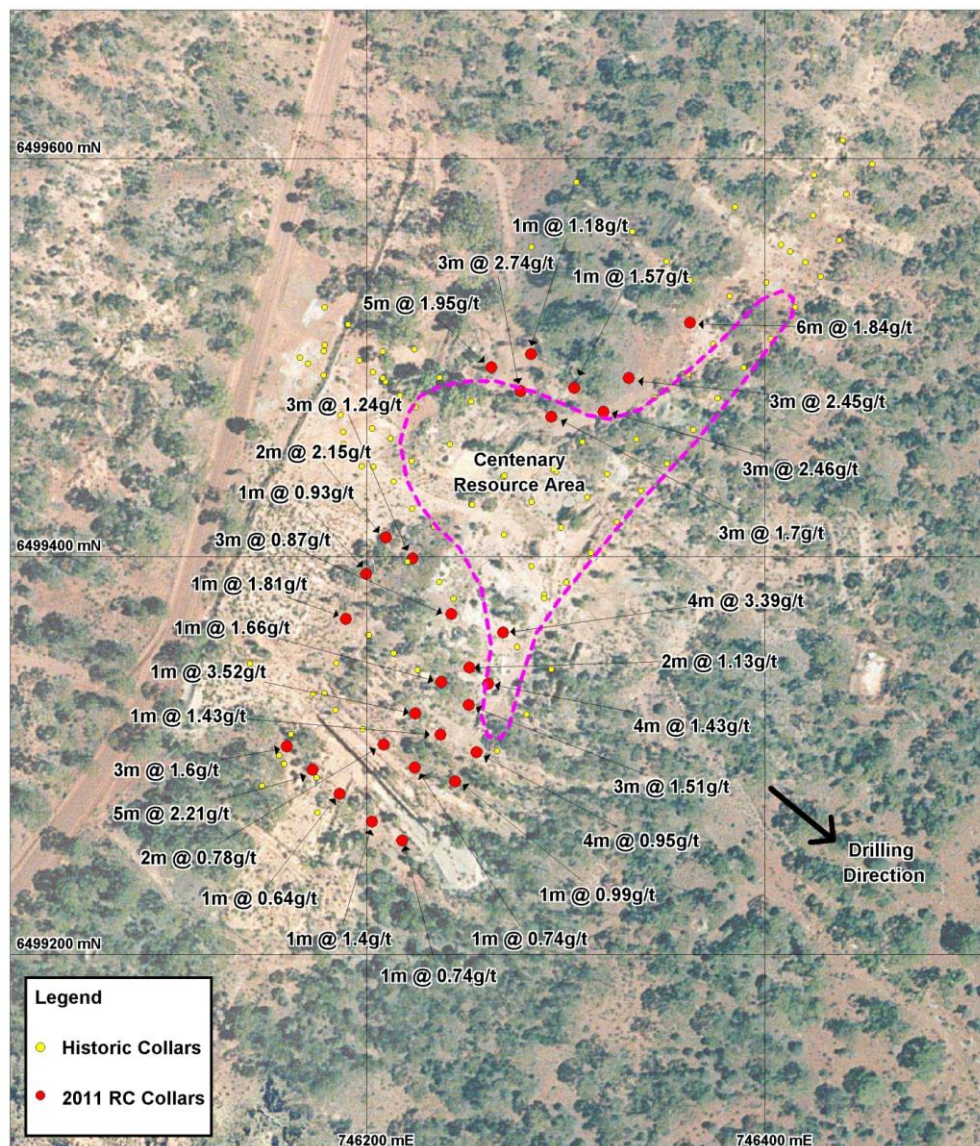 6499600 mN
1m @ 1.18g/t
3m @ 2.74g/t
1m @ 1.57g/t
5m @ 1.95g/t
6m @ 1.84g/t
3m @ 1.24g/t
3m @ 2.45g/t
2m @ 2.15g/t
Centenary
Resource Area
3m @ 2.46g/t
1m @ 0.93g/t
3m @ 1.7g/t
3m @ 0.87g/t
6499400 mN
1m @ 1.81g/t
4m @ 3.39g/t
1m @ 1.66g/t
2m @ 1.13g/t
1m @ 3.52g/t
1m @ 1.43g/t
4m @ 1.43g/t
3m @ 1.6g/t
3m @ 1.51g/t
5m @ 2.21g/t
4m @ 0.95g/t
Drilling
Direction
2m @ 0.78g/t
1m @ 0.99g/t
1m @ 0.64g/t
6499200 mN
1m @ 1.4g/t
1m @ 0.74g/t
1m @ 0.74g/t
Legend
Historic Collars
2011 RC Collars
746200 mE
746400 mE